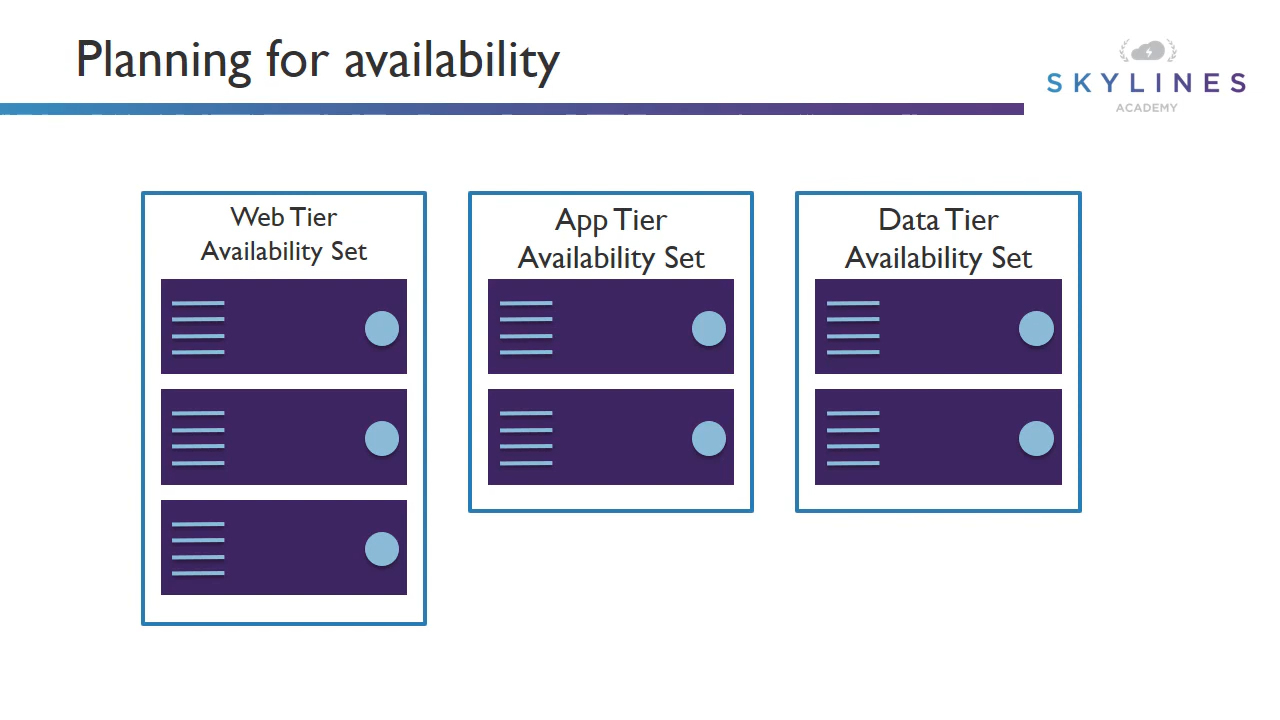 Planning for availability
SKYLINES
ACADEMY
Web Tier
Availability Set
App Tier
Availability Set
Data Tier
Availability Set